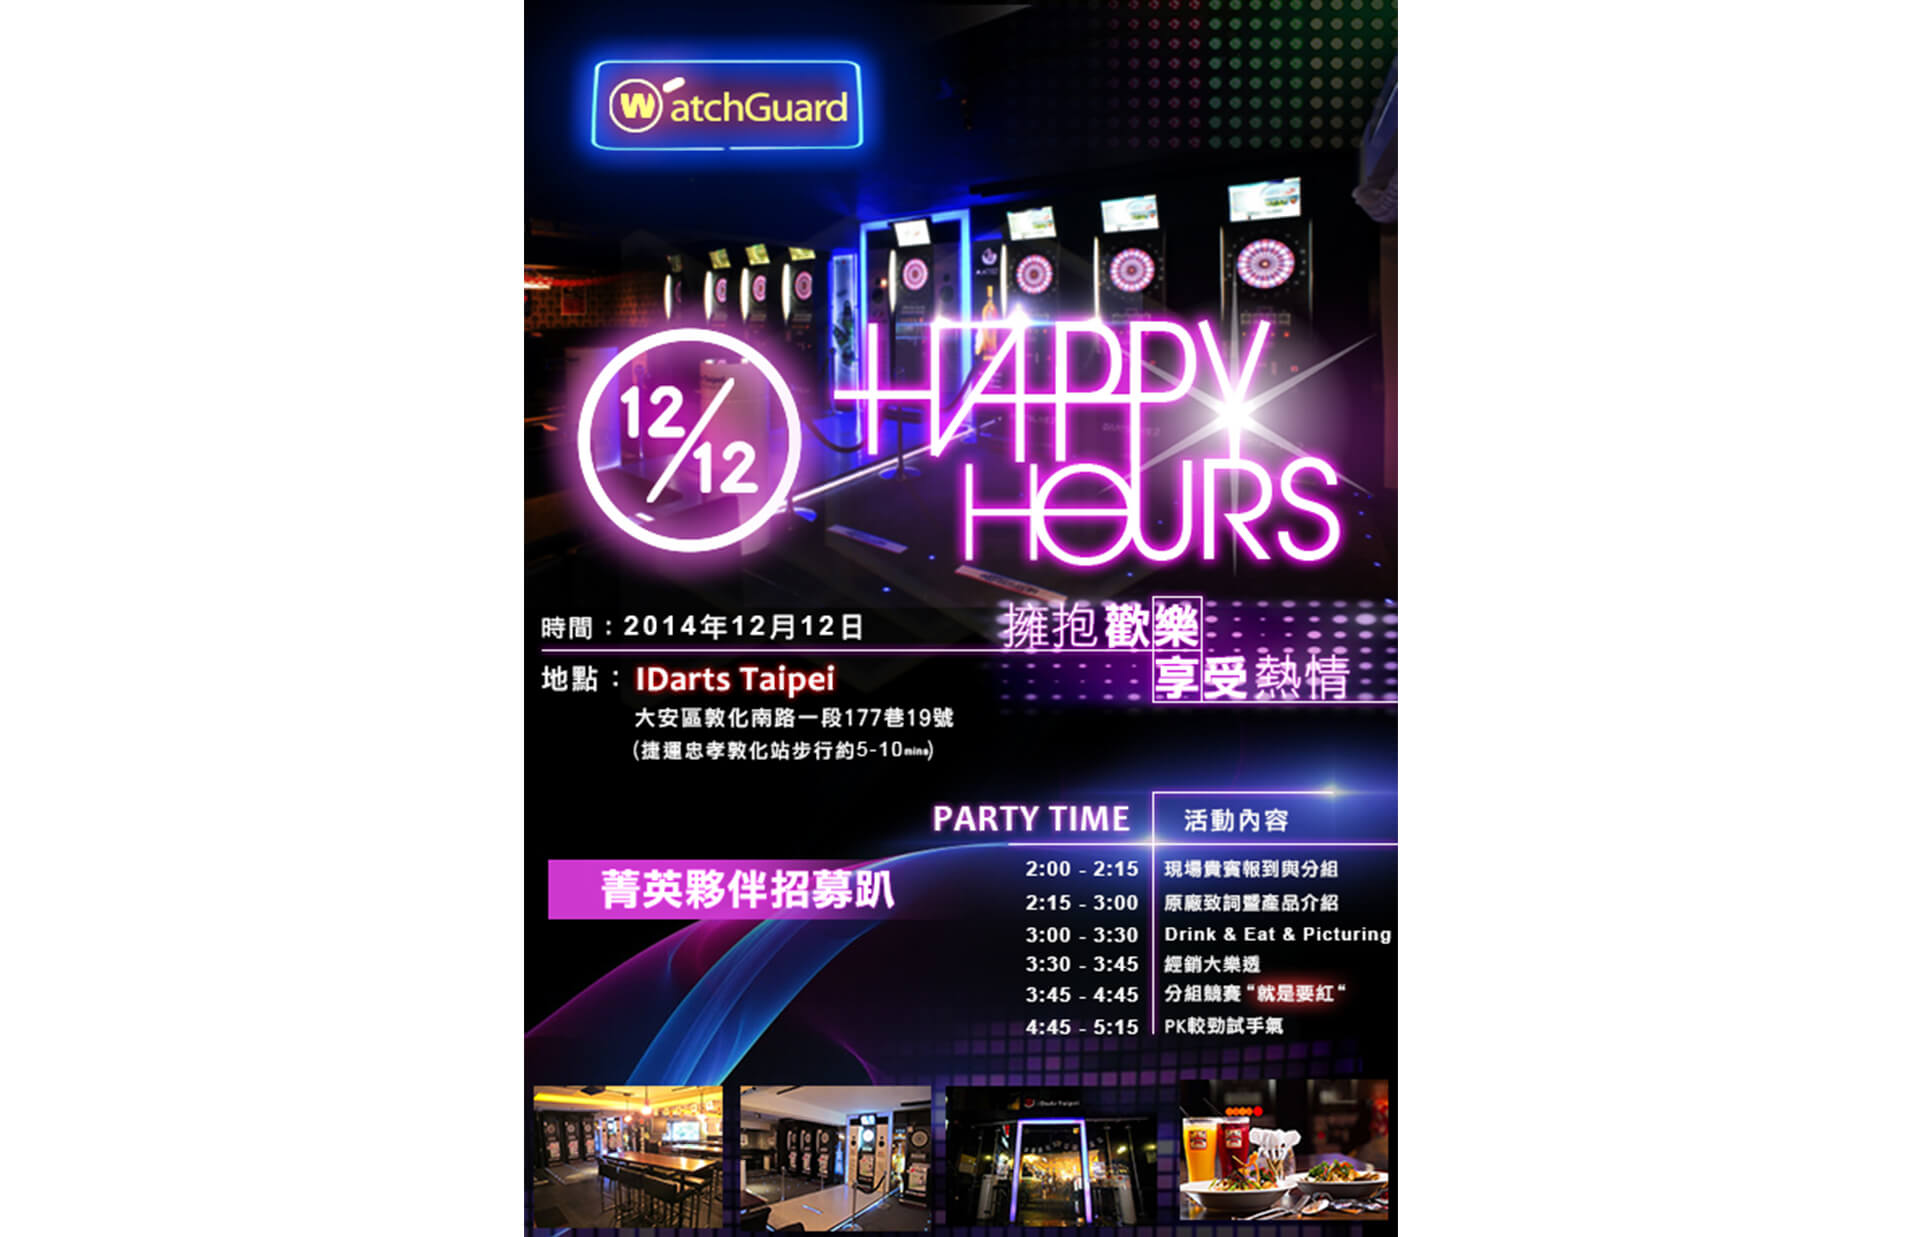 WatchGuard
12/12
HAPPY
HOURS
時間：2014年12月12日
擁抱歡樂
享受熱情
地點：IDarts Taipei
大安區敦化南路一段177巷19號
(捷運忠孝敦化站步行約5-10mins)
PARTY TIME 活動內容
菁英夥伴招募趴
2:00 - 2:15 現場貴賓報到與分組
2:15 - 3:00 原廠致詞暨產品介紹
3:00 - 3:30 Drink & Eat & Picturing
3:30 - 3:45 經銷大樂透
3:45 - 4:45 分組競賽“就是要紅“
4:45 - 5:15 PK較勁試手氣
iDarts Taipei